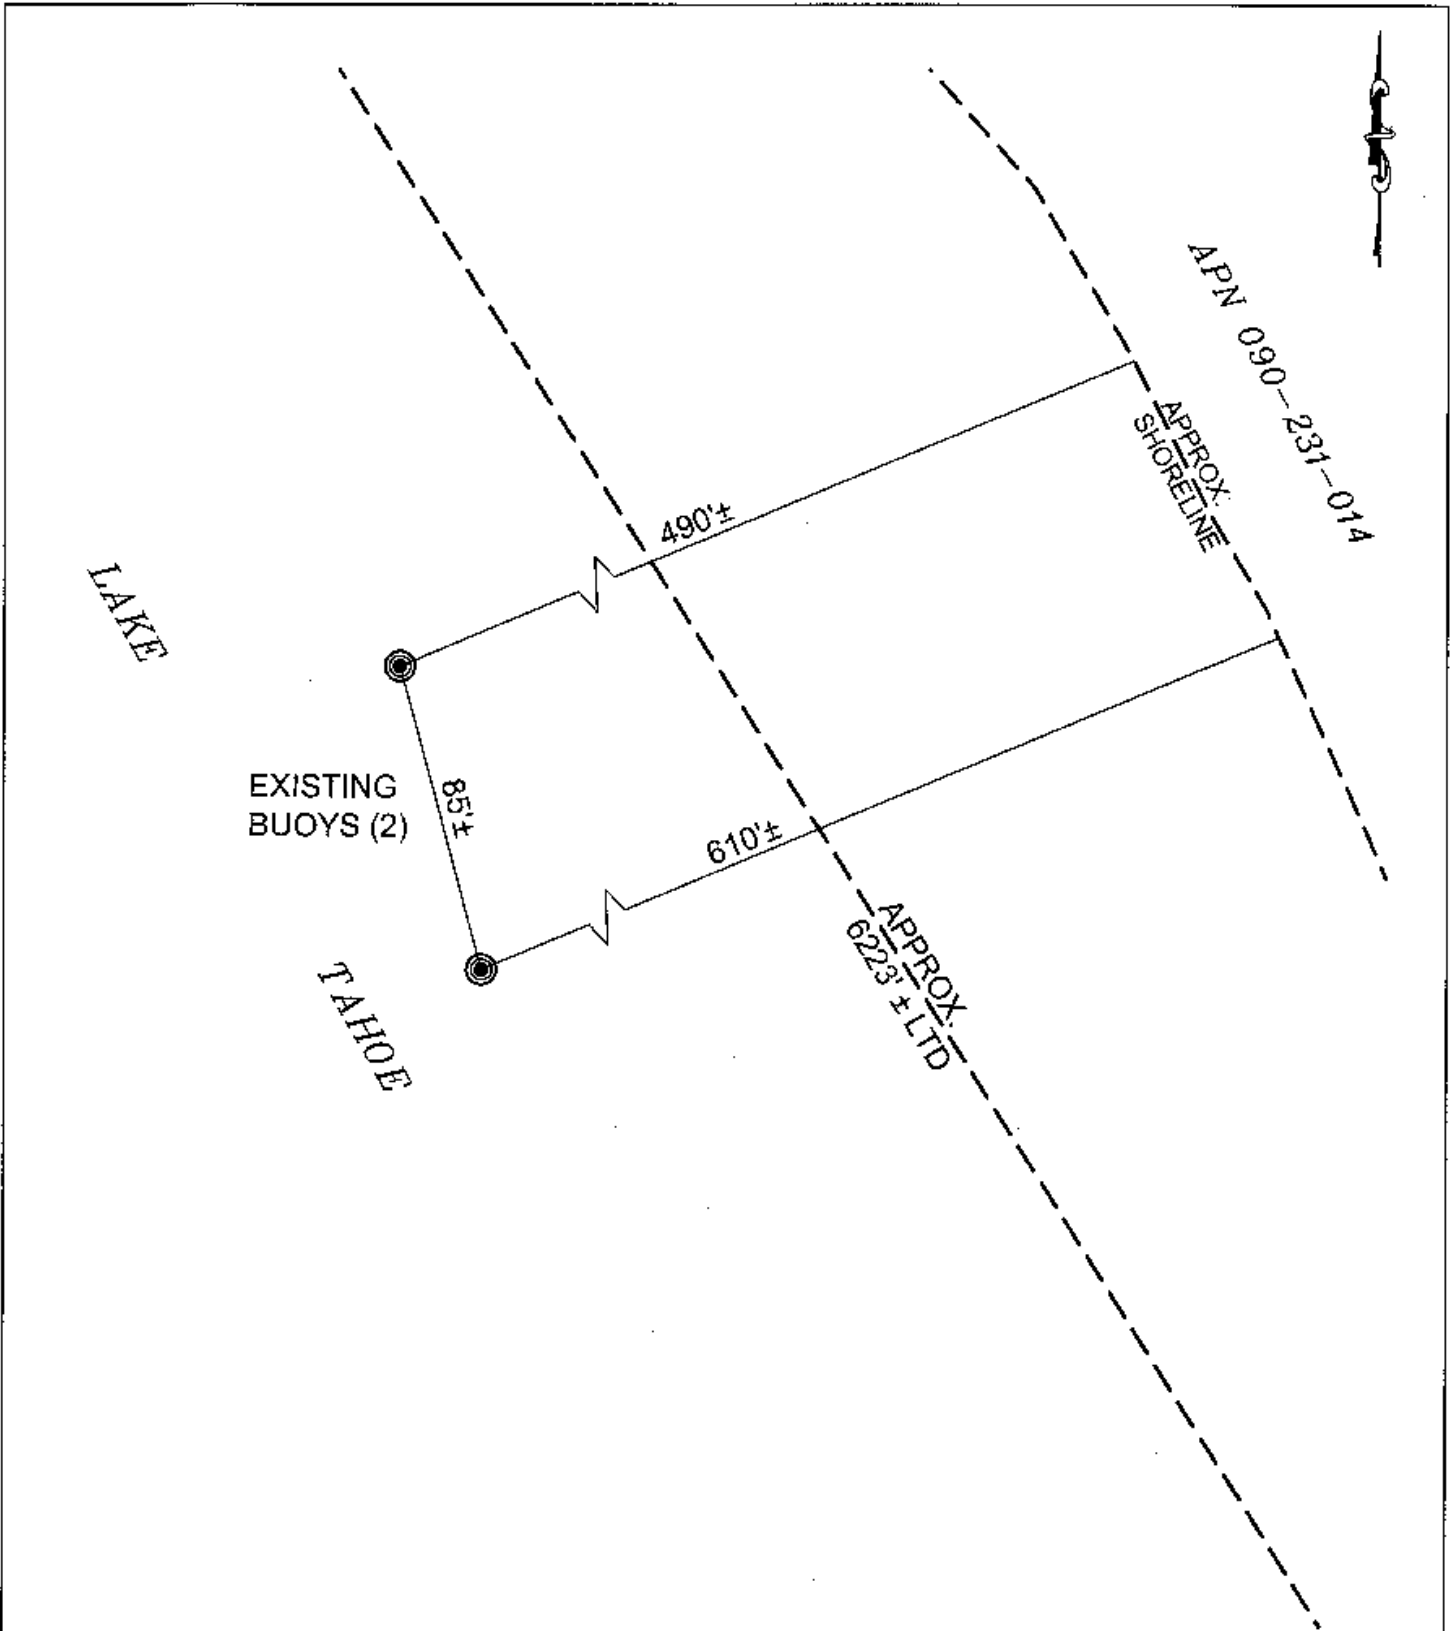 APN 090-231-014
APPROX.
SHORELINE
490'±
LAKE
EXISTING
BUOYS (2)
85'±
610'±
APPROX.
6223' ± LTD
TAHOE